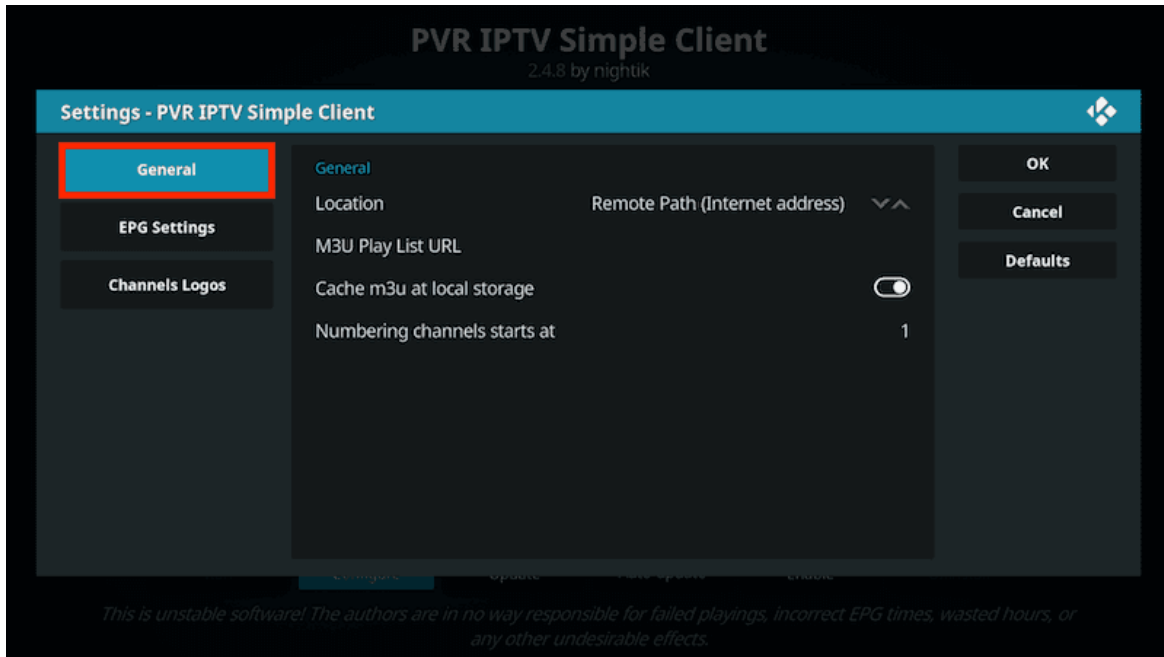 PVR IPTV Simple Client
2.4.8 by nightik
Settings - PVR IPTV Simple Client
General
EPG Settings
Channels Logos
General
Location Remote Path (Internet address)
M3U Play List URL
Cache m3u at local storage
Numbering channels starts at 1
OK
Cancel
Defaults
Configure Update Auto-update Enable
This is unstable software! The authors are in no way responsible for failed playings, incorrect EPG times, wasted hours, or
any other undesirable effects.